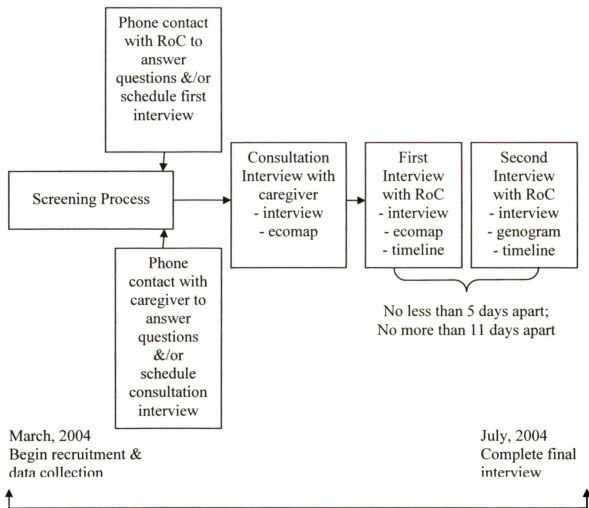 Phone contact
with RoC to
answer
questions &/or
schedule first
interview
Screening Process
Consultation
Interview with
caregiver
- interview
- ecomap
First
Interview
with RoC
- interview
- ecomap
- timeline
Second
Interview
with RoC
- interview
- genogram
- timeline
Phone
contact with
caregiver to
answer
questions
&/or
schedule
consultation
interview
No less than 5 days apart;
No more than 11 days apart
March, 2004
Begin recruitment &
data collection
July, 2004
Complete final
interview